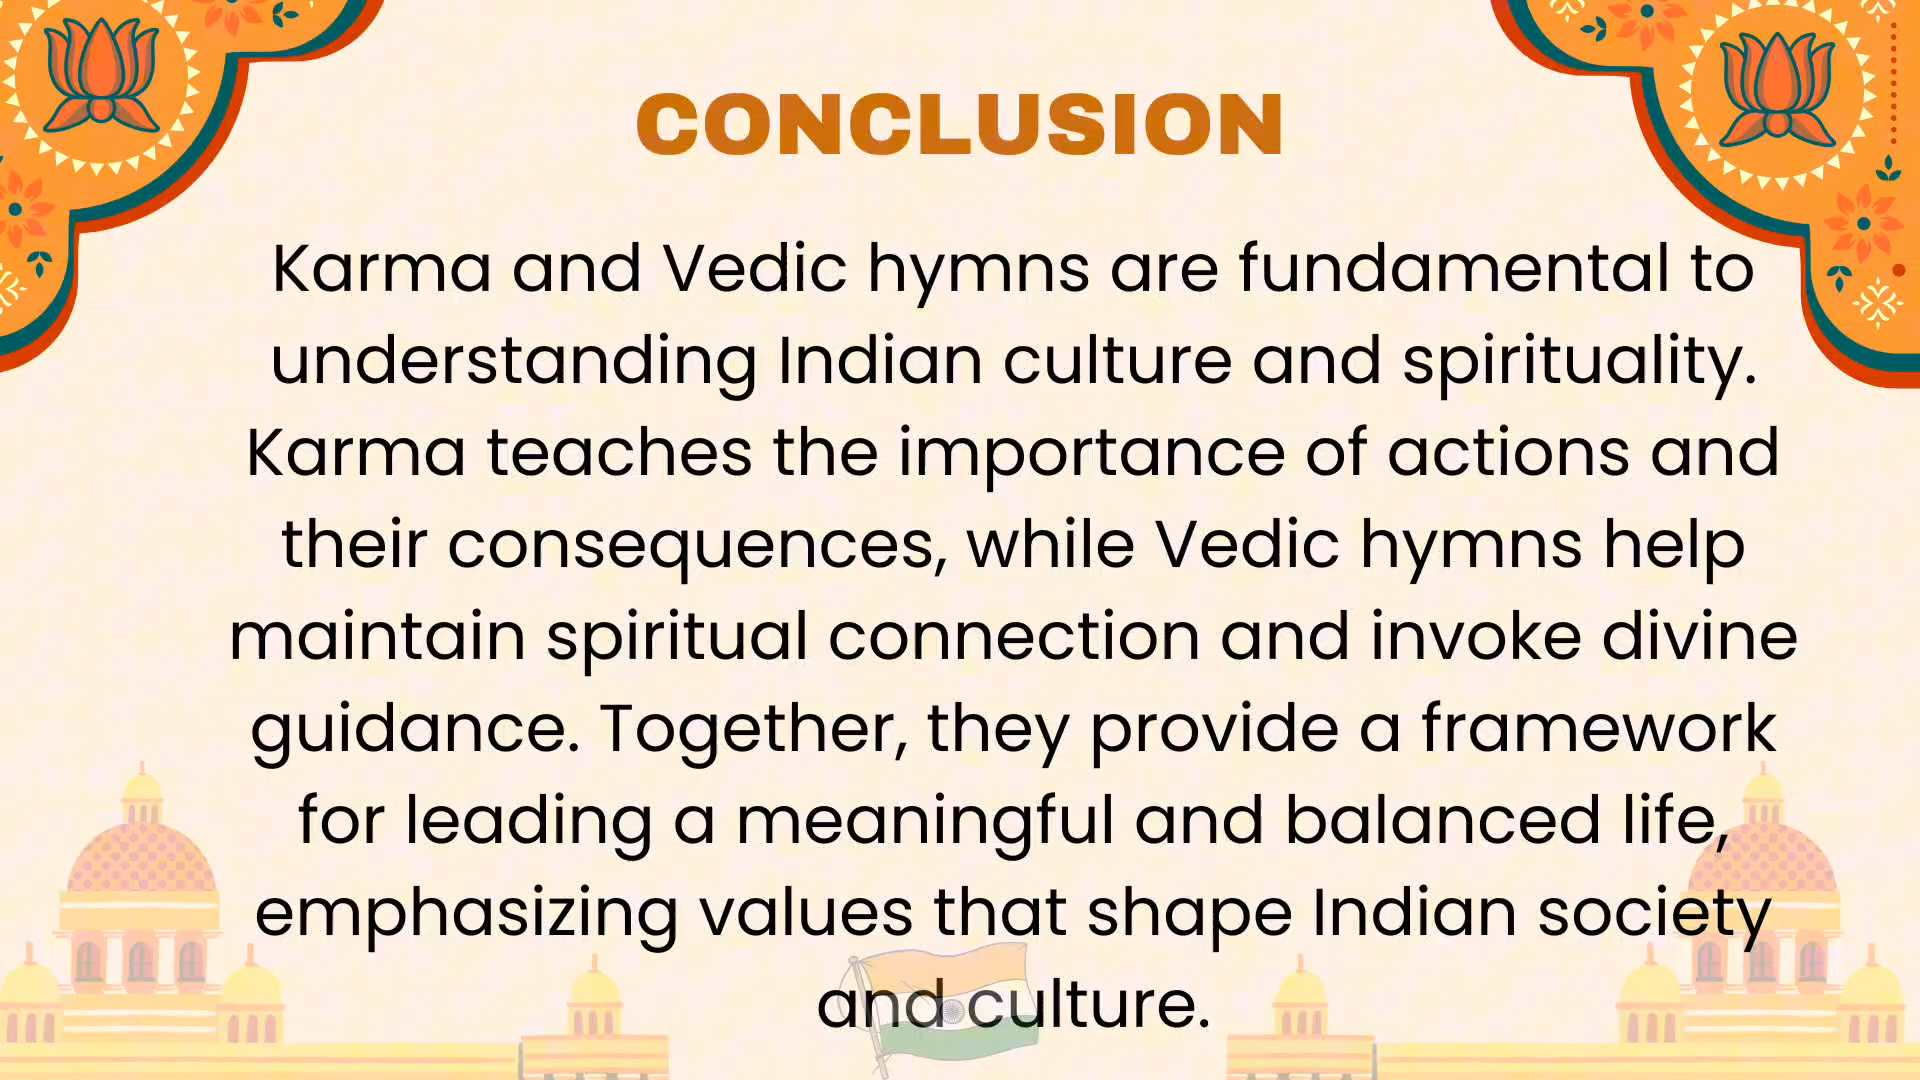 CONCLUSION
Karma and Vedic hymns are fundamental to
understanding Indian culture and spirituality.
Karma teaches the importance of actions and
their consequences, while Vedic hymns help
maintain spiritual connection and invoke divine
guidance. Together, they provide a framework
for leading a meaningful and balanced life,
emphasizing values that shape Indian society
and culture.